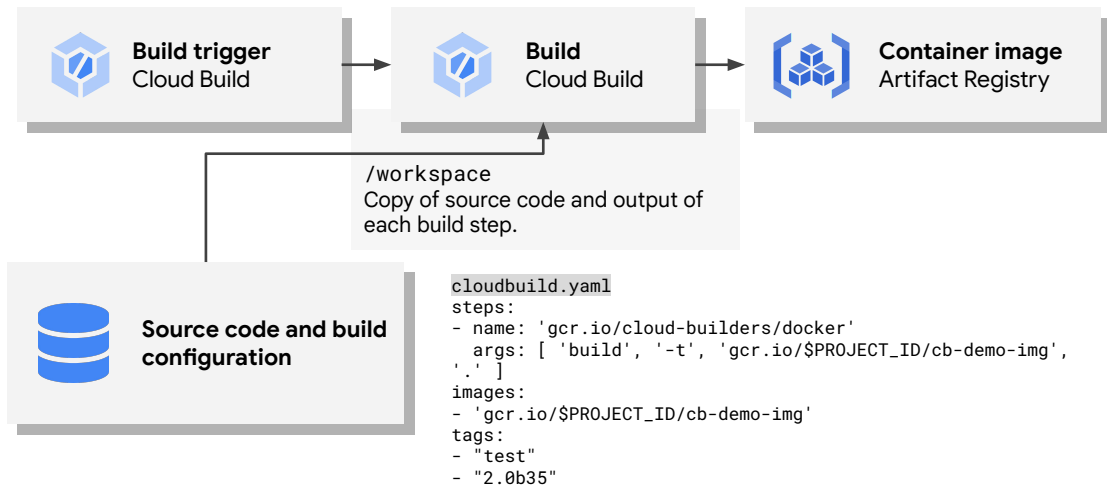 Build trigger
Cloud Build
Build
Cloud Build
Container image
Artifact Registry
/workspace
Copy of source code and output of
each build step.
Source code and build
configuration
cloudbuild.yaml
steps:
- name: 'gcr.io/cloud-builders/docker'
  args: [ 'build', '-t', 'gcr.io/$PROJECT_ID/cb-demo-img',
'.' ]
images:
- 'gcr.io/$PROJECT_ID/cb-demo-img'
tags:
- "test"
- "2.0b35"